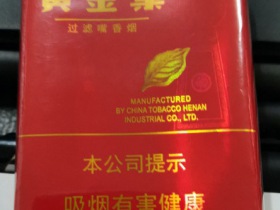 黄金叶
过滤嘴香烟
MANUFACTURED
BY CHINA TOBACCO HENAN
INDUSTRIAL CO., LTD.
本公司提示
吸烟有害健康